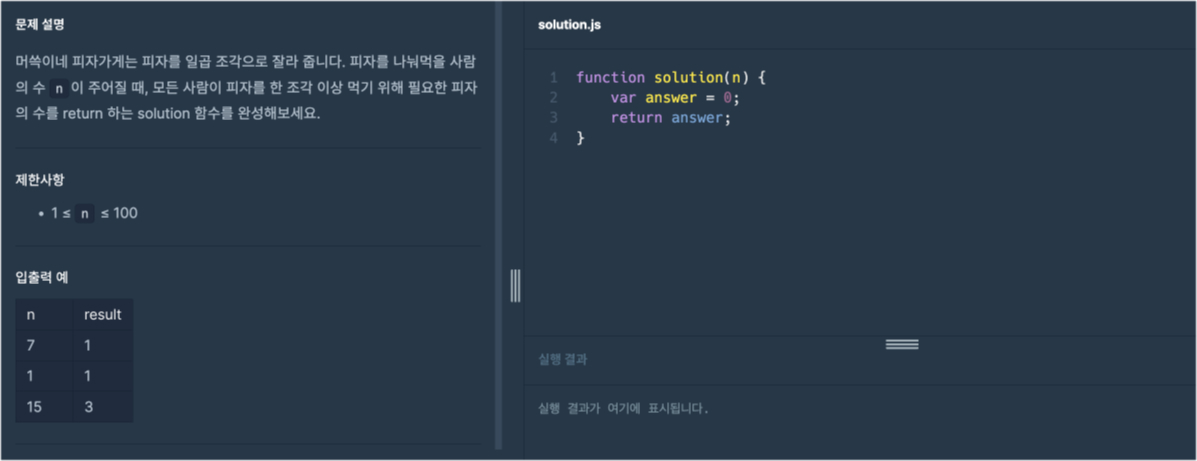 문제 설명
머쓱이네 피자가게는 피자를 일곱 조각으로 잘라 줍니다. 피자를 나눠먹을 사람
의 수 n 이 주어질 때, 모든 사람이 피자를 한 조각 이상 먹기 위해 필요한 피자
의 수를 return 하는 solution 함수를 완성해보세요.
제한사항
• 1 ≤ n ≤ 100
입출력 예
n result
7 1
1 1
15 3
solution.js
1 function solution(n) {
2 var answer = 0;
3 return answer;
4 }
실행 결과
실행 결과가 여기에 표시됩니다.